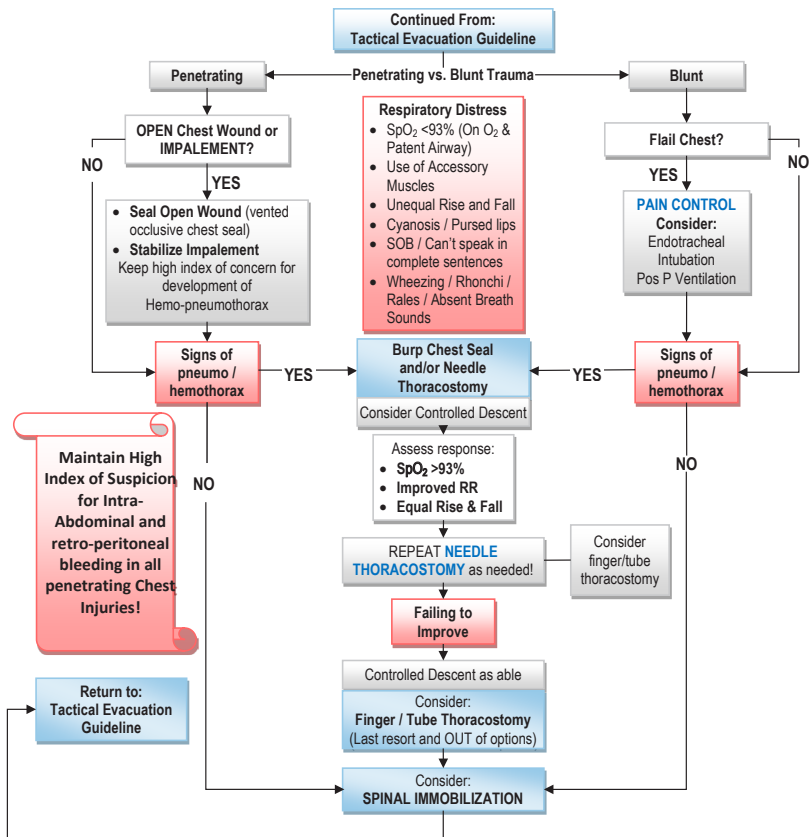 Continued From:
Tactical Evacuation Guideline
Penetrating
Penetrating vs. Blunt Trauma
Blunt
OPEN Chest Wound or
IMPALEMENT?
NO
YES
• Seal Open Wound (vented
occlusive chest seal)
• Stabilize Impalement
Keep high index of concern for
development of
Hemo-pneumothorax
Respiratory Distress
• SpO₂ <93% (On O₂ &
Patent Airway)
• Use of Accessory
Muscles
• Unequal Rise and Fall
• Cyanosis / Pursed lips
• SOB / Can't speak in
complete sentences
• Wheezing / Rhonchi /
Rales / Absent Breath
Sounds
Flail Chest?
YES
NO
PAIN CONTROL
Consider:
Endotracheal
Intubation
Pos P Ventilation
Signs of
pneumo /
hemothorax
YES
Burp Chest Seal
and/or Needle
Thoracostomy
Consider Controlled Descent
YES
Signs of
pneumo /
hemothorax
Maintain High
Index of Suspicion
for Intra-
Abdominal and
retro-peritoneal
bleeding in all
penetrating Chest
Injuries!
NO
NO
Assess response:
• SpO₂ >93%
• Improved RR
• Equal Rise & Fall
REPEAT NEEDLE
THORACOSTOMY as needed!
Consider
finger/tube
thoracostomy
Failing to
Improve
Controlled Descent as able
Consider:
Finger / Tube Thoracostomy
(Last resort and OUT of options)
Return to:
Tactical Evacuation
Guideline
Consider:
SPINAL IMMOBILIZATION